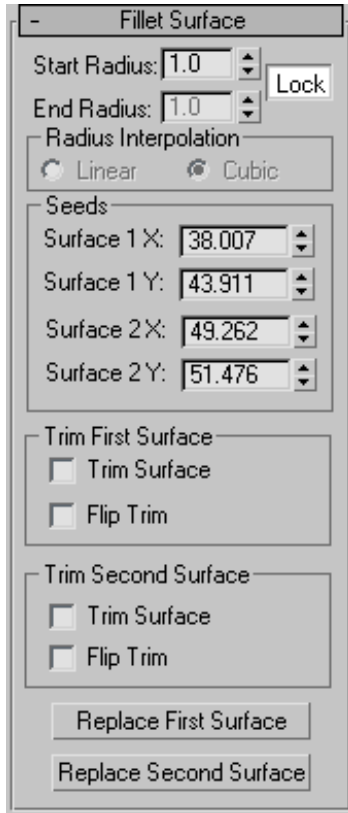 - Fillet Surface
Start Radius: 1.0
Lock
End Radius: 1.0
Radius Interpolation
Linear Cubic
Seeds
Surface 1 X: 38.007
Surface 1 Y: 43.911
Surface 2 X: 49.262
Surface 2 Y: 51.476
Trim First Surface
Trim Surface
Flip Trim
Trim Second Surface
Trim Surface
Flip Trim
Replace First Surface
Replace Second Surface